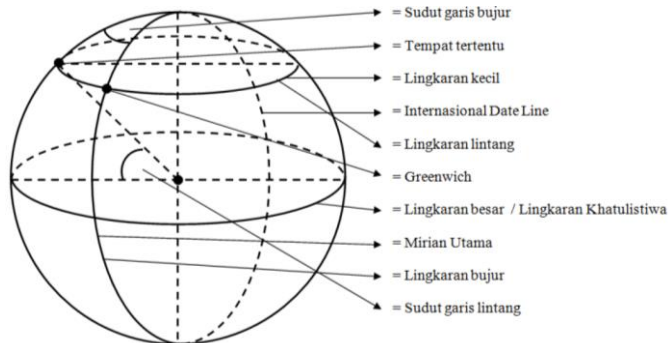 = Sudut garis bujur
= Tempat tertentu
= Lingkaran kecil
= Internasional Date Line
= Lingkaran lintang
= Greenwich
= Lingkaran besar / Lingkaran Khatulistiwa
= Mirian Utama
= Lingkaran bujur
= Sudut garis lintang